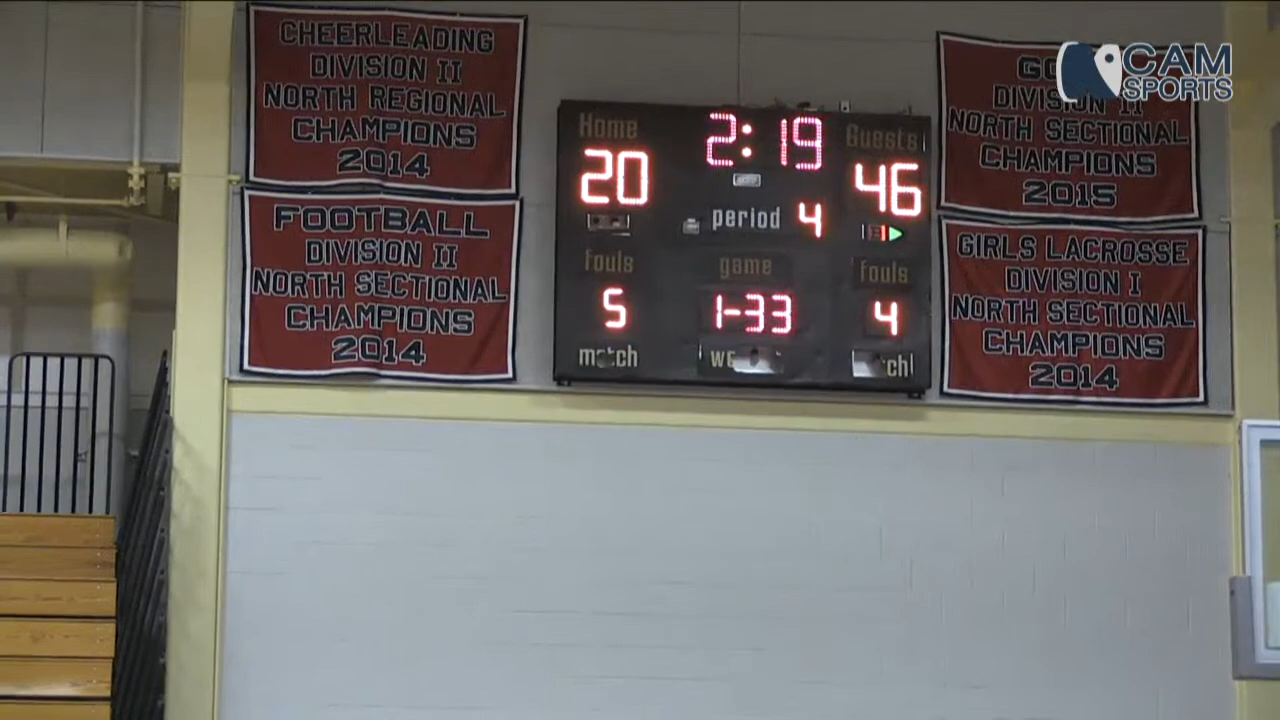 CHEERLEADING
DIVISION II
NORTH REGIONAL
CHAMPIONS
2014
FOOTBALL
DIVISION II
NORTH SECTIONAL
CHAMPIONS
2014
Home 2:19 Guests
20 46
period 4
fouls game fouls
5 1-33 4
match
DIVISION II
NORTH SECTIONAL
CHAMPIONS
2015
GIRLS LACROSSE
DIVISION I
NORTH SECTIONAL
CHAMPIONS
2014
CAM
SPORTS